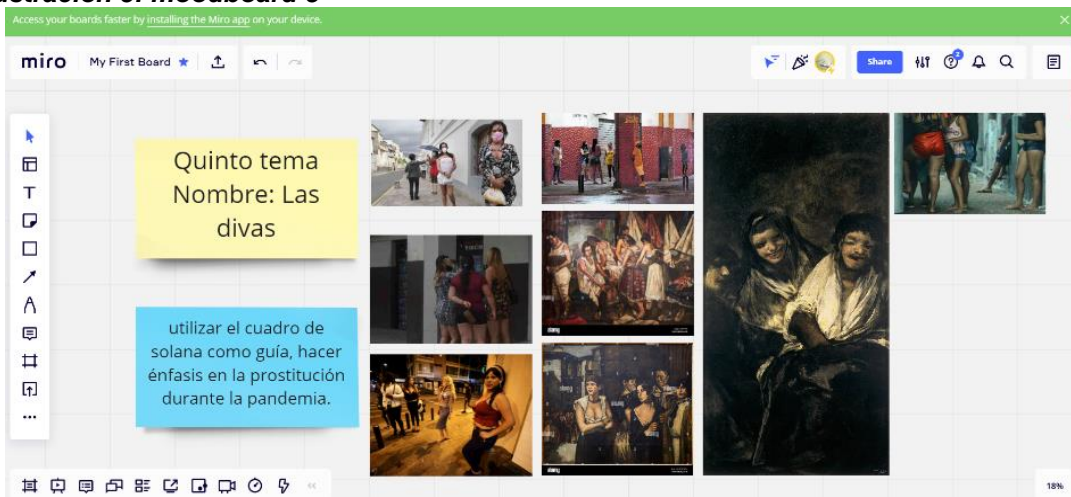 Access your boards faster by installing the Miro app on your device.
miro My First Board Share
Quinto tema
Nombre: Las
divas
utilizar el cuadro de
solana como guía, hacer
énfasis en la prostitución
durante la pandemia.
alamy
alamy
18%